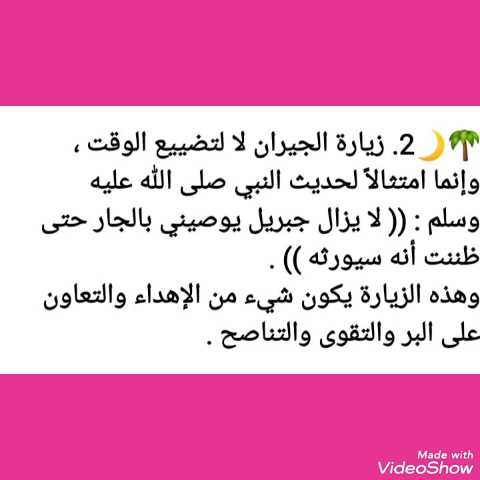 🌴🌙2. زيارة الجيران لا لتضييع الوقت ،
وإنما امتثالاً لحديث النبي صلى الله عليه
وسلم : (( لا يزال جبريل يوصيني بالجار حتى
ظننت أنه سيورثه )) .
وهذه الزيارة يكون شيء من الإهداء والتعاون
على البر والتقوى والتناصح .
Made with
VideoShow